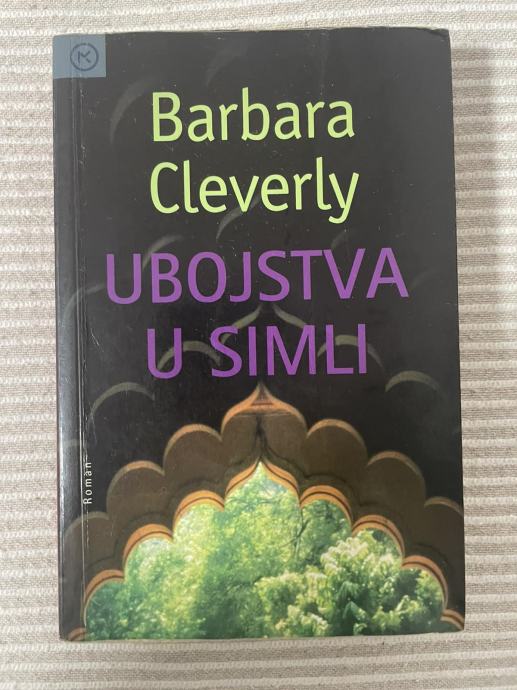 Barbara
Cleverly
UBOJSTVA
U SIMLI
Roman